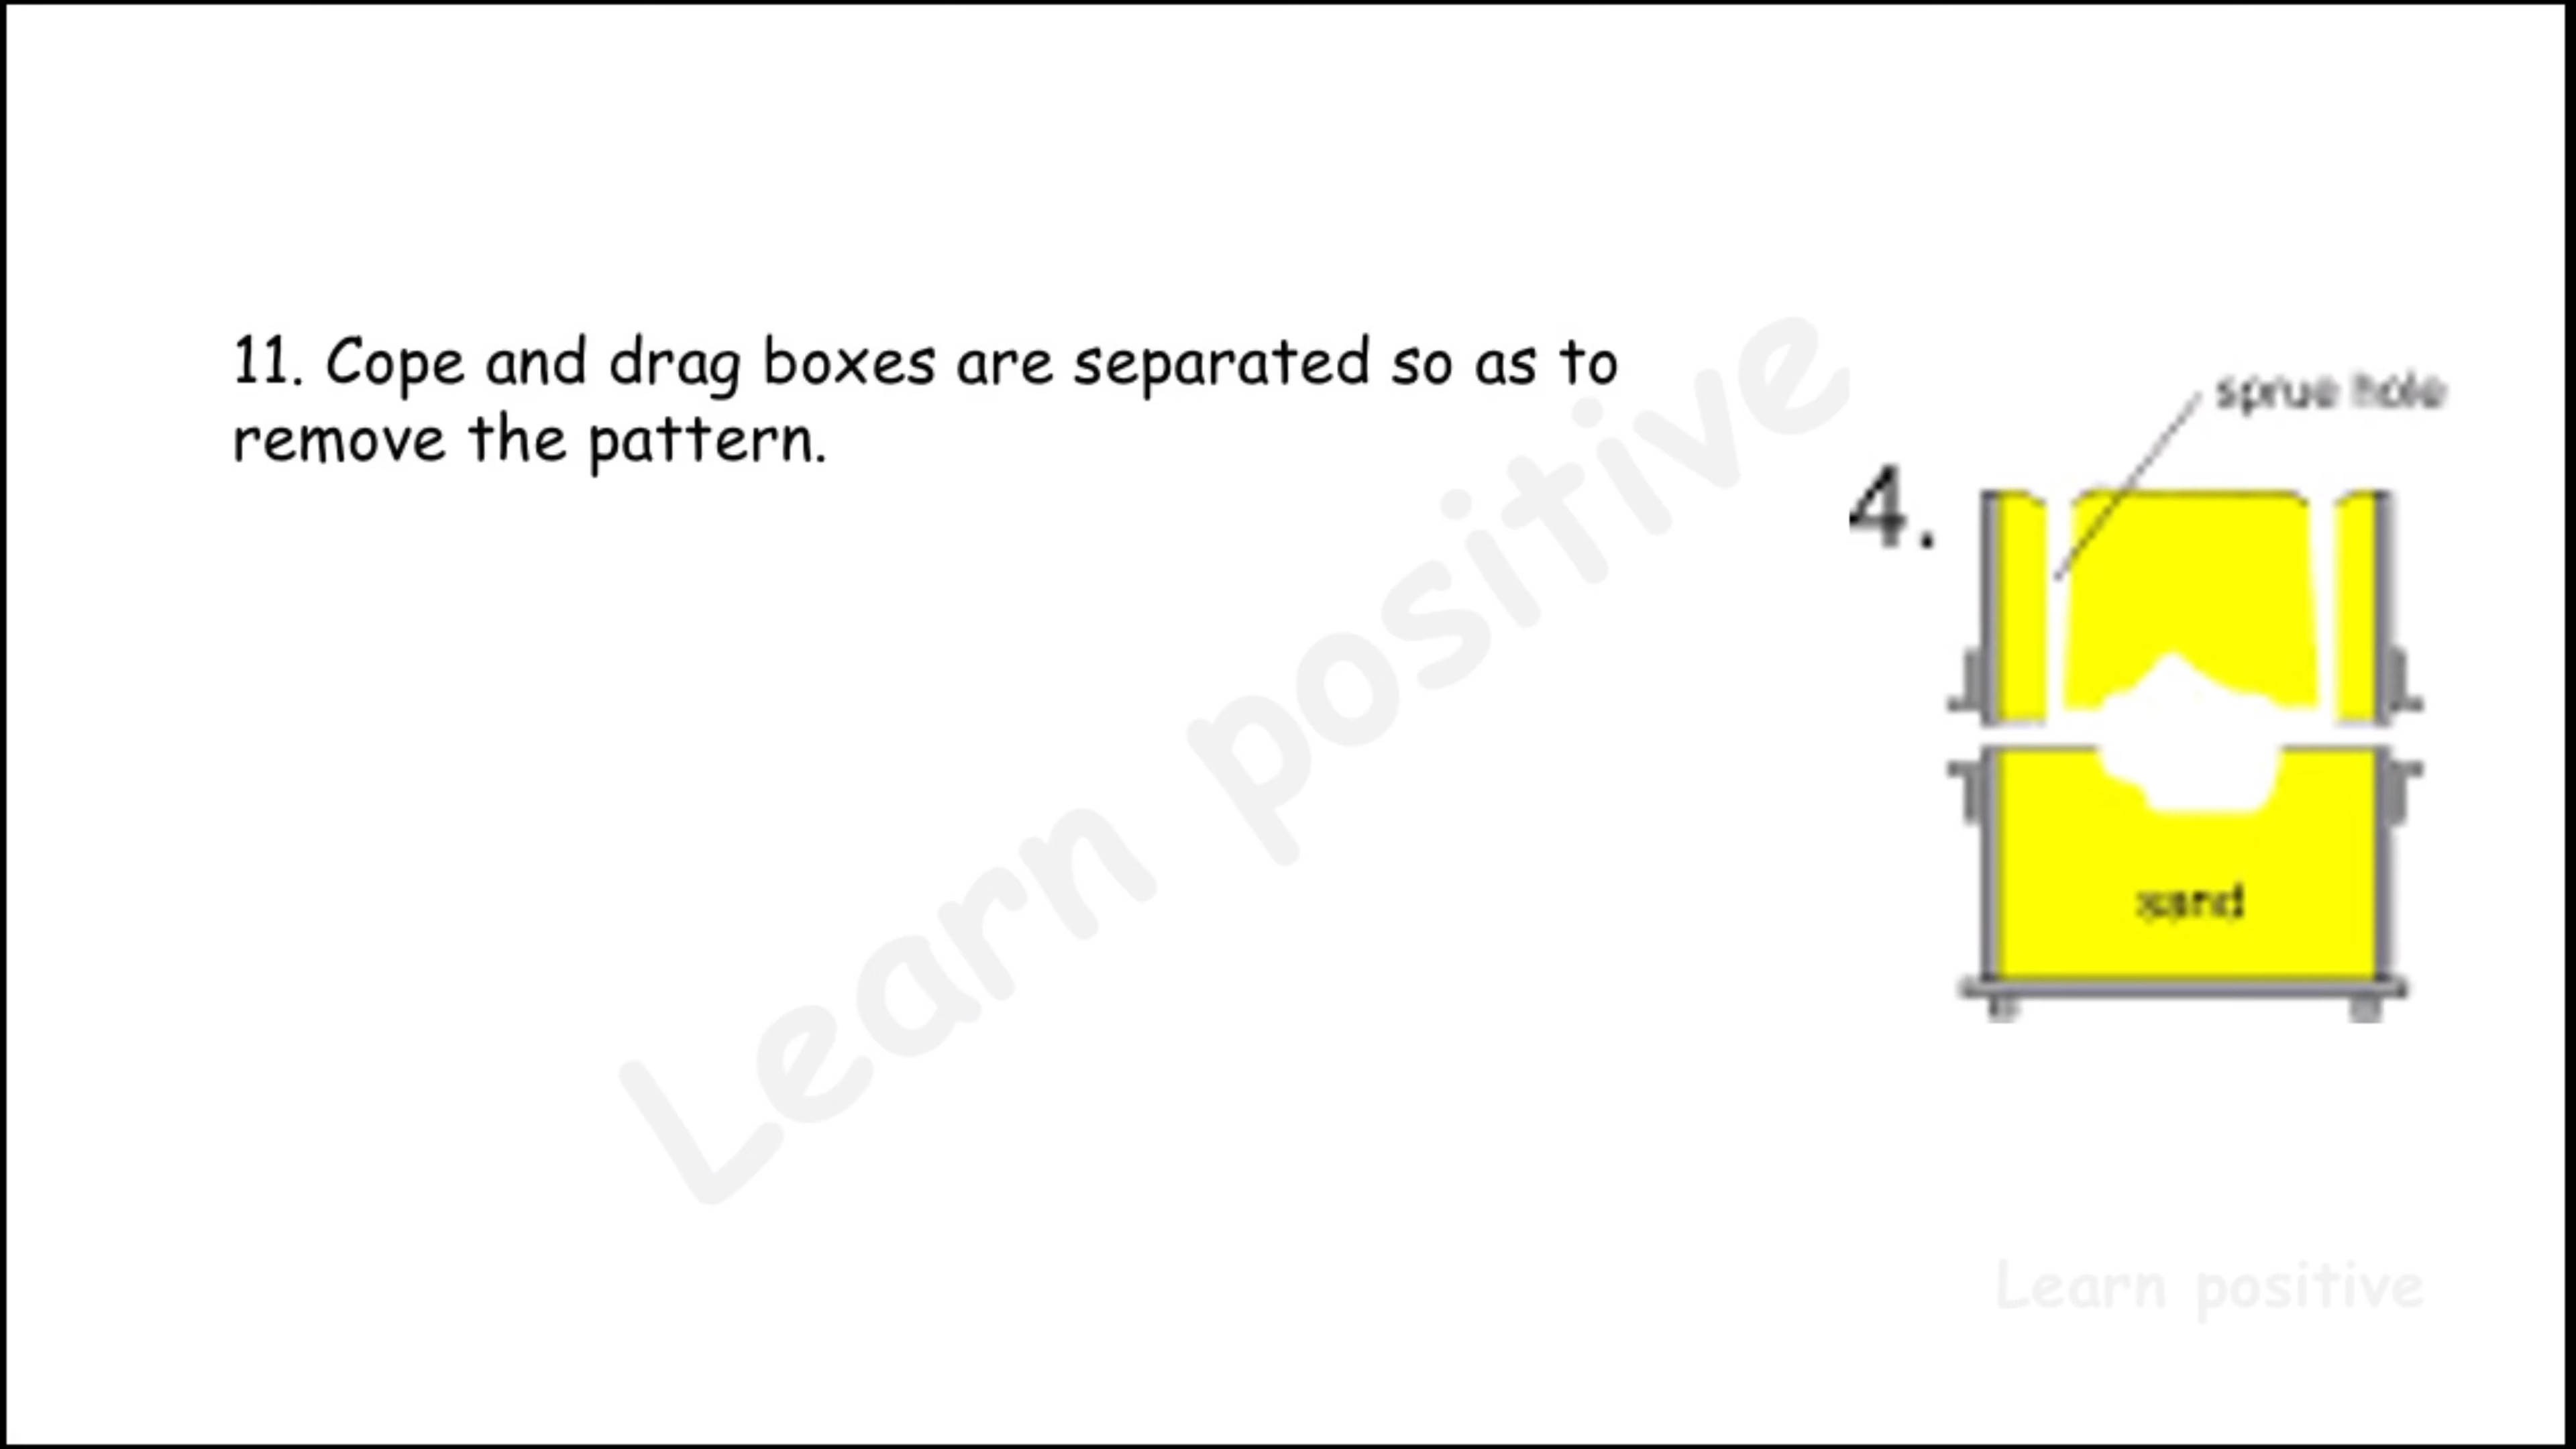 11. Cope and drag boxes are separated so as to
remove the pattern.
sprue hole
4.
sand
Learn positive
Learn positive